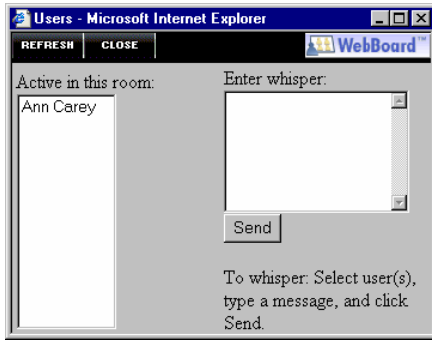 Users - Microsoft Internet Explorer
REFRESH CLOSE WebBoard™
Active in this room:
Ann Carey
Enter whisper:
Send
To whisper: Select user(s),
type a message, and click
Send.